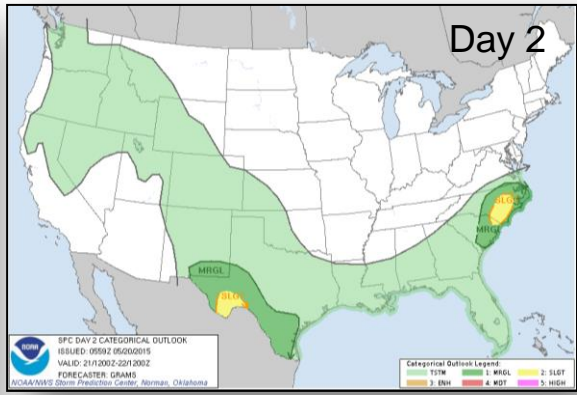 Day 2
SLGT
MRGL
MRGL
SLGT
NOAA
SPC DAY 2 CATEGORICAL OUTLOOK
ISSUED: 0559Z 05/20/2015
VALID: 21/1200Z-22/1200Z
FORECASTER: GRAMS
NOAA/NWS Storm Prediction Center, Norman, Oklahoma
Categorical Outlook Legend:
TSTM 1: MRGL 2: SLGT
3: ENH 4: MDT 5: HIGH